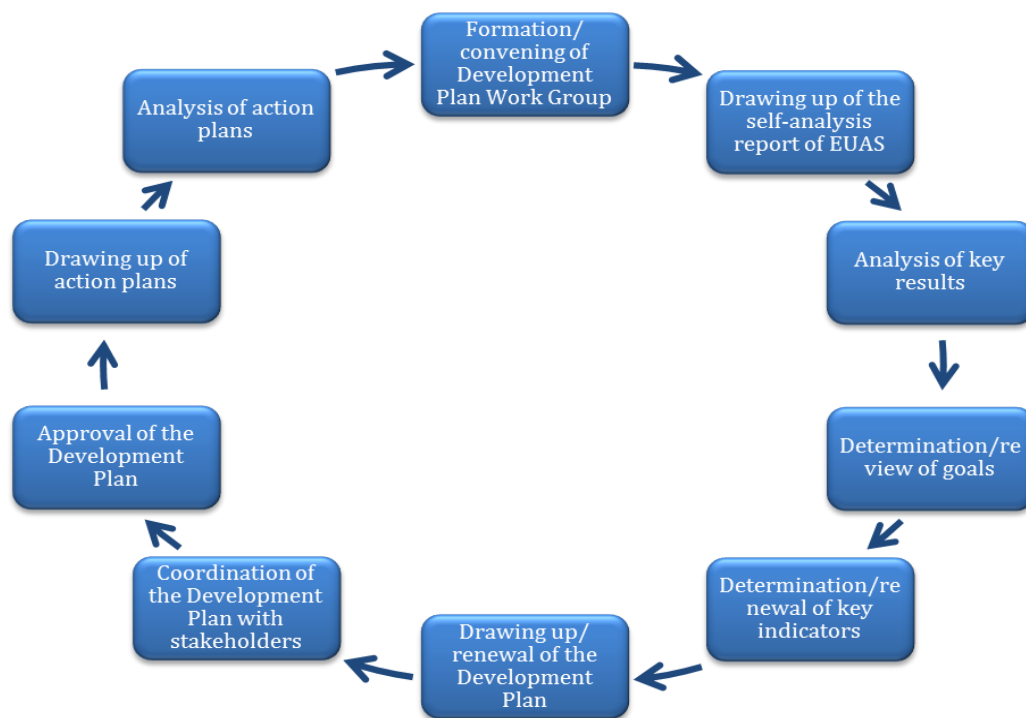 Formation/
convening of
Development
Plan Work Group
Drawing up of the
self-analysis
report of EUAS
Analysis of key
results
Determination/re
view of goals
Determination/re
newal of key
indicators
Drawing up/
renewal of the
Development
Plan
Coordination of
the Development
Plan with
stakeholders
Approval of the
Development
Plan
Drawing up of
action plans
Analysis of action
plans